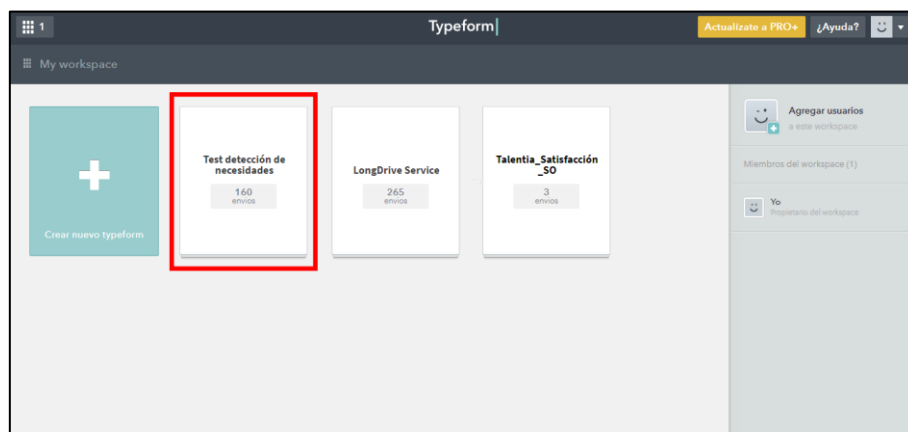 1
Typeform
Actualízate a PRO+
¿Ayuda?
My workspace
Crear nuevo typeform
Test detección de
necesidades
160
envíos
LongDrive Service
265
envíos
Talentia_Satisfacción
_SO
3
envíos
Agregar usuarios
a este workspace
Miembros del workspace (1)
Yo
Propietario del workspace